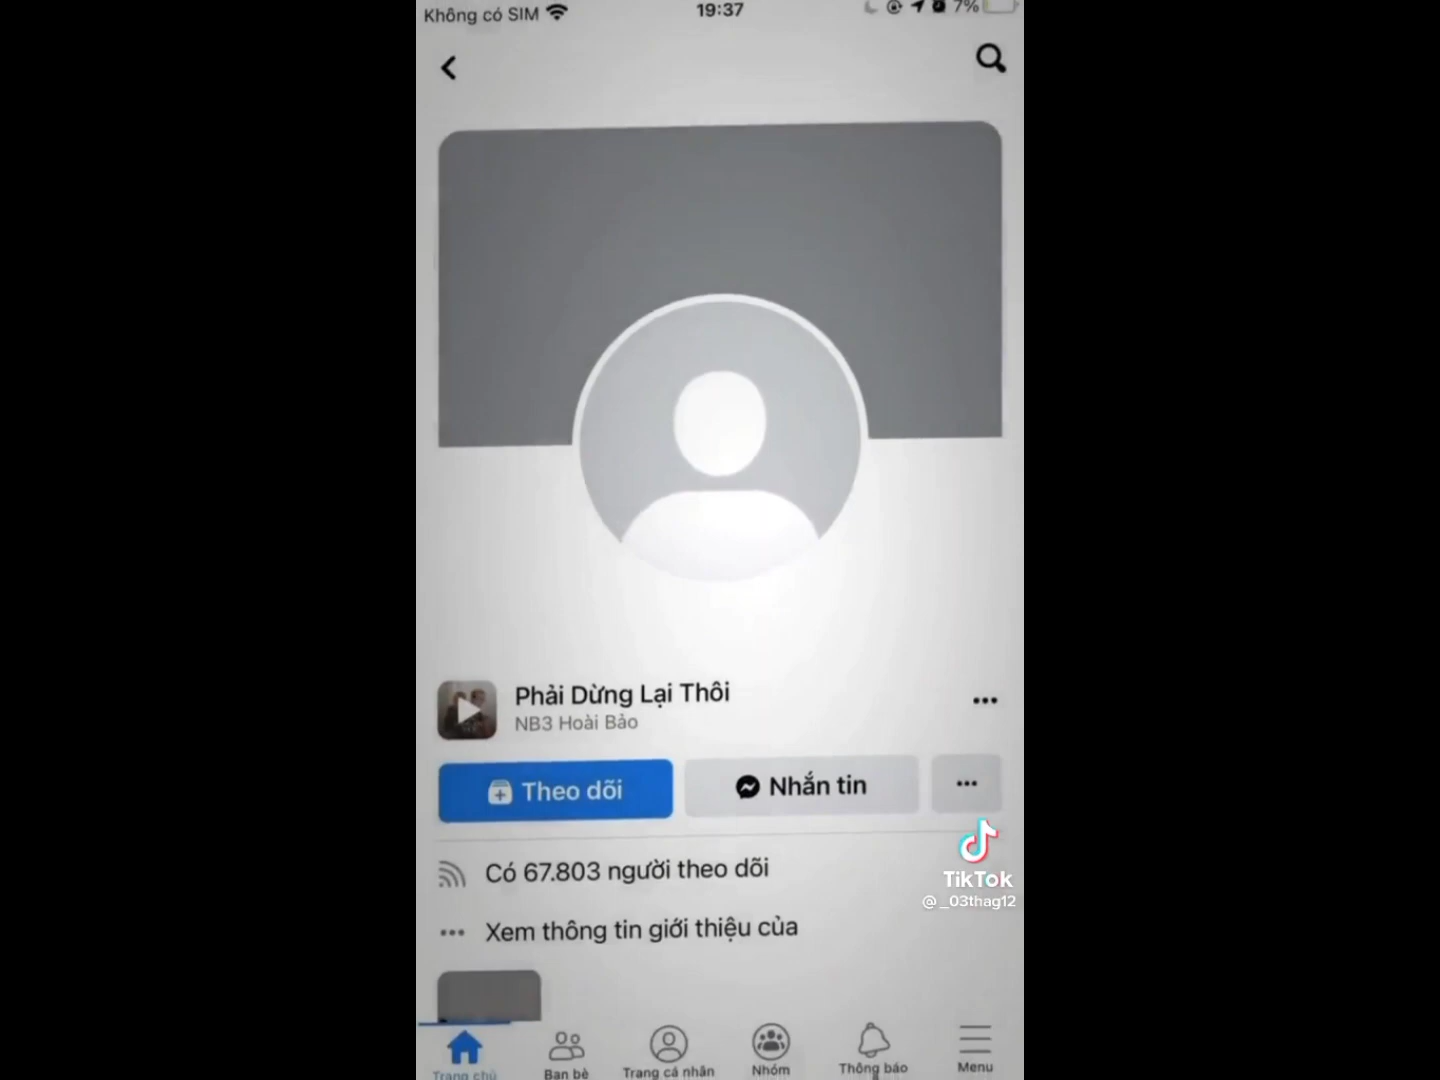 Không có SIM
19:37
7%
Phải Dừng Lại Thôi
NB3 Hoài Bảo
Theo dõi
Nhắn tin
Có 67.803 người theo dõi
Xem thông tin giới thiệu của
TikTok
@_03thag12
Trang chủ
Bạn bè
Trang cá nhân
Nhóm
Thông báo
Menu